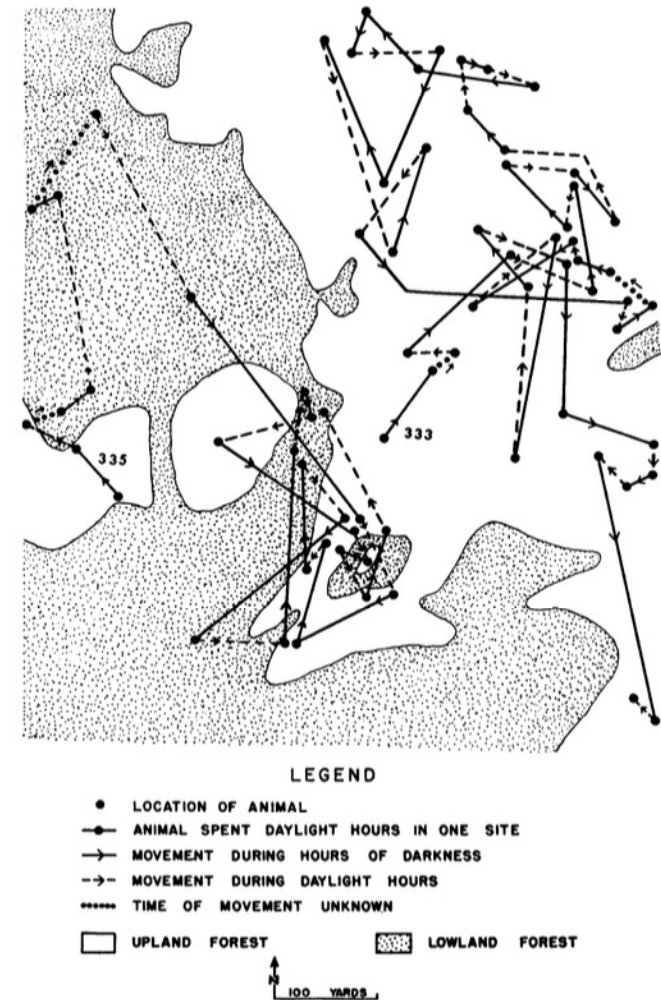 333
335
LEGEND
LOCATION OF ANIMAL
ANIMAL SPENT DAYLIGHT HOURS IN ONE SITE
MOVEMENT DURING HOURS OF DARKNESS
MOVEMENT DURING DAYLIGHT HOURS
TIME OF MOVEMENT UNKNOWN
UPLAND FOREST LOWLAND FOREST
N
100 YARDS